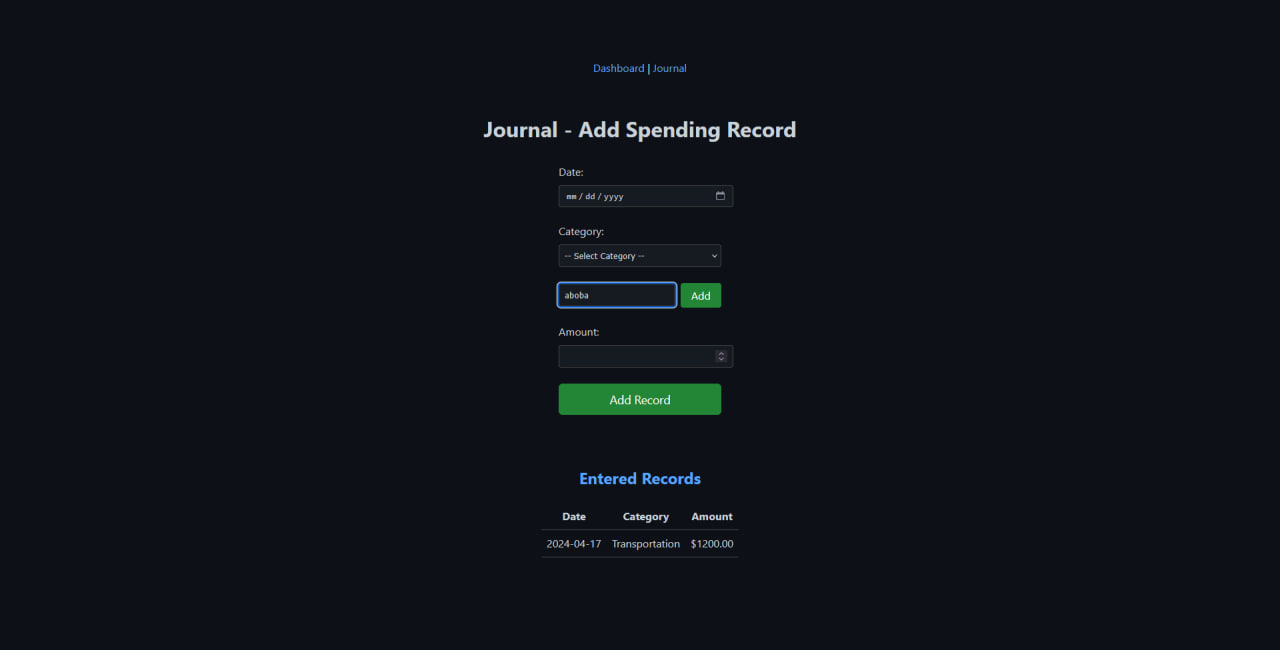 Dashboard | Journal
Journal - Add Spending Record
Date:
mm / dd / yyyy
Category:
-- Select Category --
aboba Add
Amount:
Add Record
Entered Records
Date Category Amount
2024-04-17 Transportation $1200.00